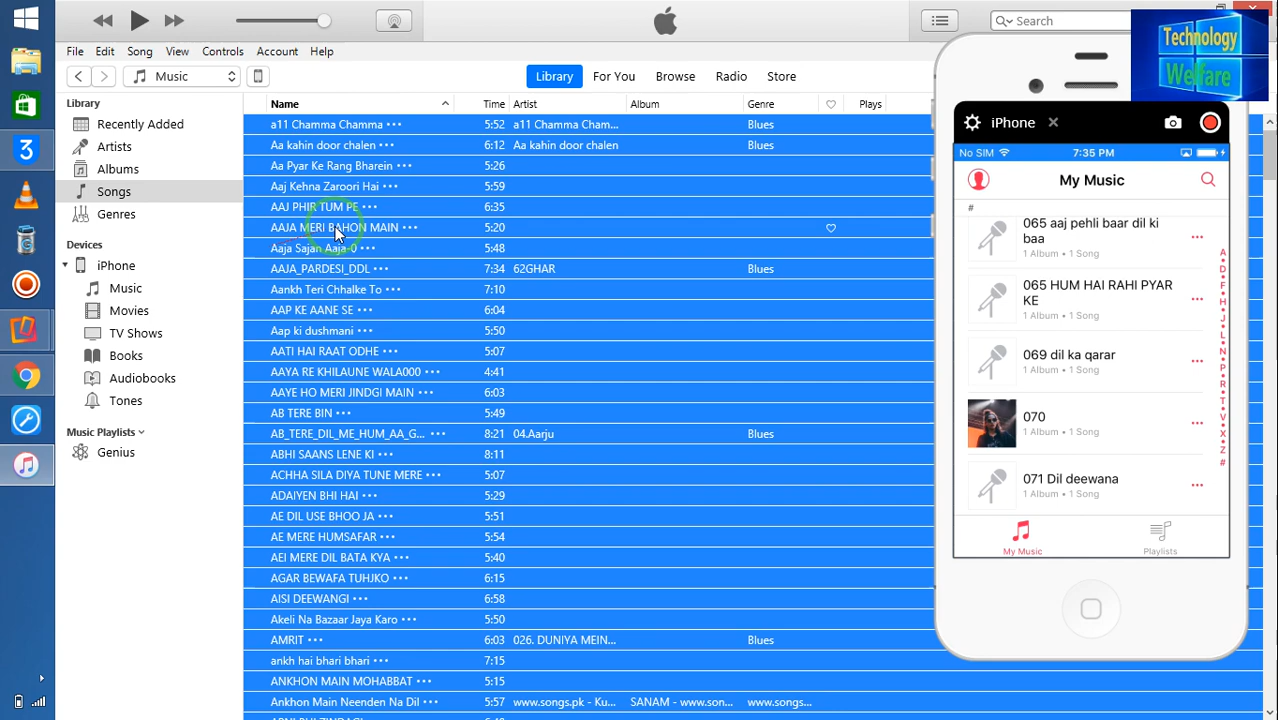 Search
Technology
Welfare
File Edit Song View Controls Account Help
Music
Library For You Browse Radio Store
Library
Recently Added
Artists
Albums
Songs
Genres
Devices
iPhone
Music
Movies
TV Shows
Books
Audiobooks
Tones
Music Playlists
Genius
Name Time Artist Album Genre Plays
a11 Chamma Chamma ••• 5:52 a11 Chamma Cham... Blues
Aa kahin door chalen ••• 6:12 Aa kahin door chalen Blues
Aa Pyar Ke Rang Bharein ••• 5:26
Aaj Kehna Zaroori Hai ••• 5:59
AAJ PHIR TUM PE ••• 6:35
AAJA MERI BAHON MAIN ••• 5:20
Aaja Sajan Aaja-0 ••• 5:48
AAJA_PARDESI_DDL ••• 7:34 62GHAR Blues
Aankh Teri Chhalke To ••• 7:10
AAP KE AANE SE ••• 6:04
Aap ki dushmani ••• 5:50
AATI HAI RAAT ODHE ••• 5:07
AAYA RE KHILAUNE WALA000 ••• 4:41
AAYE HO MERI JINDGI MAIN ••• 6:03
AB TERE BIN ••• 5:49
AB_TERE_DIL_ME_HUM_AA_G... ••• 8:21 04.Aarju Blues
ABHI SAANS LENE KI ••• 8:11
ACHHA SILA DIYA TUNE MERE ••• 5:07
ADAIYEN BHI HAI ••• 5:29
AE DIL USE BHOO JA ••• 5:51
AE MERE HUMSAFAR ••• 5:54
AEI MERE DIL BATA KYA ••• 5:40
AGAR BEWAFA TUHJKO ••• 6:15
AISI DEEWANGI ••• 6:58
Akeli Na Bazaar Jaya Karo ••• 5:50
AMRIT ••• 6:03 026. DUNIYA MEIN... Blues
ankh hai bhari bhari ••• 7:15
ANKHON MAIN MOHABBAT ••• 5:15
Ankhon Main Neenden Na Dil ••• 5:57 www.songs.pk - Ku... SANAM - www.son... www.songs...
iPhone
No SIM 7:35 PM
My Music
#
065 aaj pehli baar dil ki
baa
1 Album • 1 Song
065 HUM HAI RAHI PYAR
KE
1 Album • 1 Song
069 dil ka qarar
1 Album • 1 Song
070
1 Album • 1 Song
071 Dil deewana
1 Album • 1 Song
A
D
F
H
J
L
N
P
R
T
V
X
Z
#
My Music Playlists